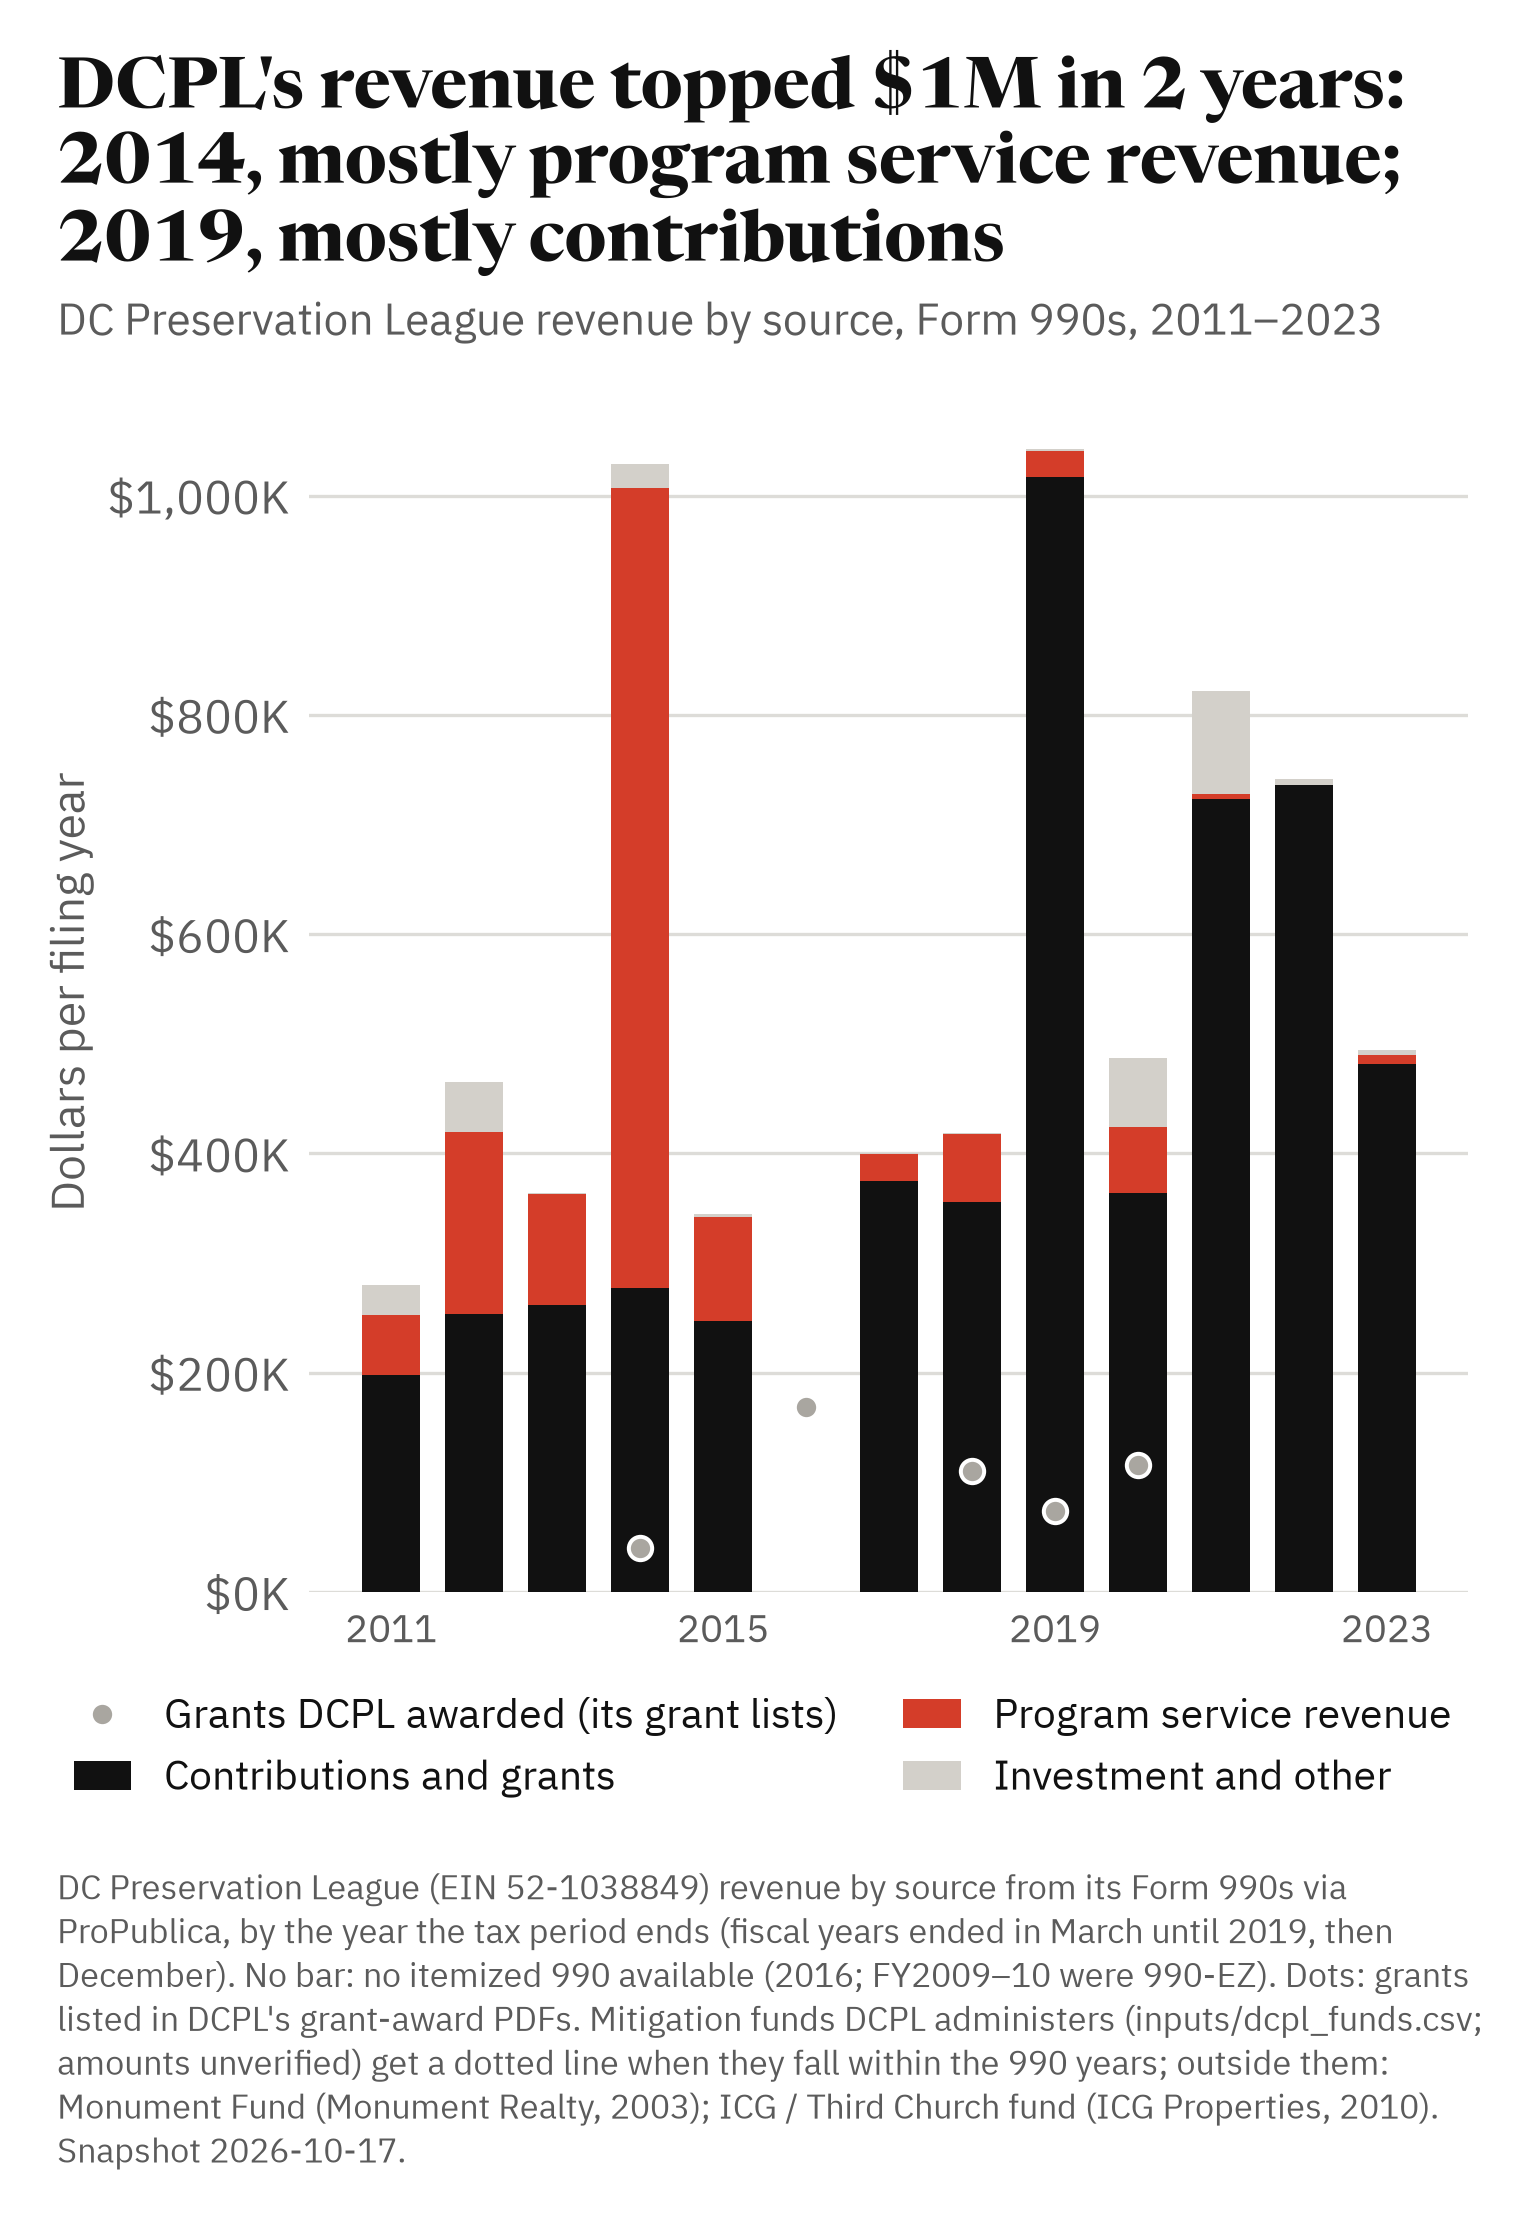 DCPL's revenue topped $1M in 2 years:
2014, mostly program service revenue;
2019, mostly contributions
DC Preservation League revenue by source, Form 990s, 2011–2023
Dollars per filing year
$1,000K
$800K
$600K
$400K
$200K
$0K
2011 2015 2019 2023
Grants DCPL awarded (its grant lists) Program service revenue
Contributions and grants Investment and other
DC Preservation League (EIN 52-1038849) revenue by source from its Form 990s via
ProPublica, by the year the tax period ends (fiscal years ended in March until 2019, then
December). No bar: no itemized 990 available (2016; FY2009–10 were 990-EZ). Dots: grants
listed in DCPL's grant-award PDFs. Mitigation funds DCPL administers (inputs/dcpl_funds.csv;
amounts unverified) get a dotted line when they fall within the 990 years; outside them:
Monument Fund (Monument Realty, 2003); ICG / Third Church fund (ICG Properties, 2010).
Snapshot 2026-10-17.